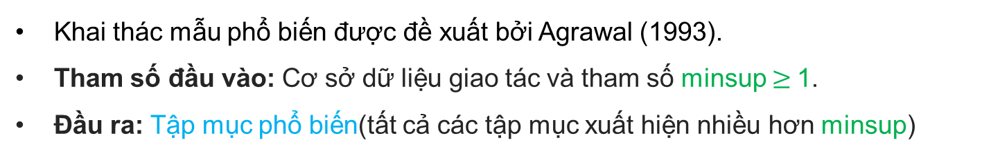 • Khai thác mẫu phổ biến được đề xuất bởi Agrawal (1993).
• Tham số đầu vào: Cơ sở dữ liệu giao tác và tham số minsup ≥ 1.
• Đầu ra: Tập mục phổ biến(tất cả các tập mục xuất hiện nhiều hơn minsup)